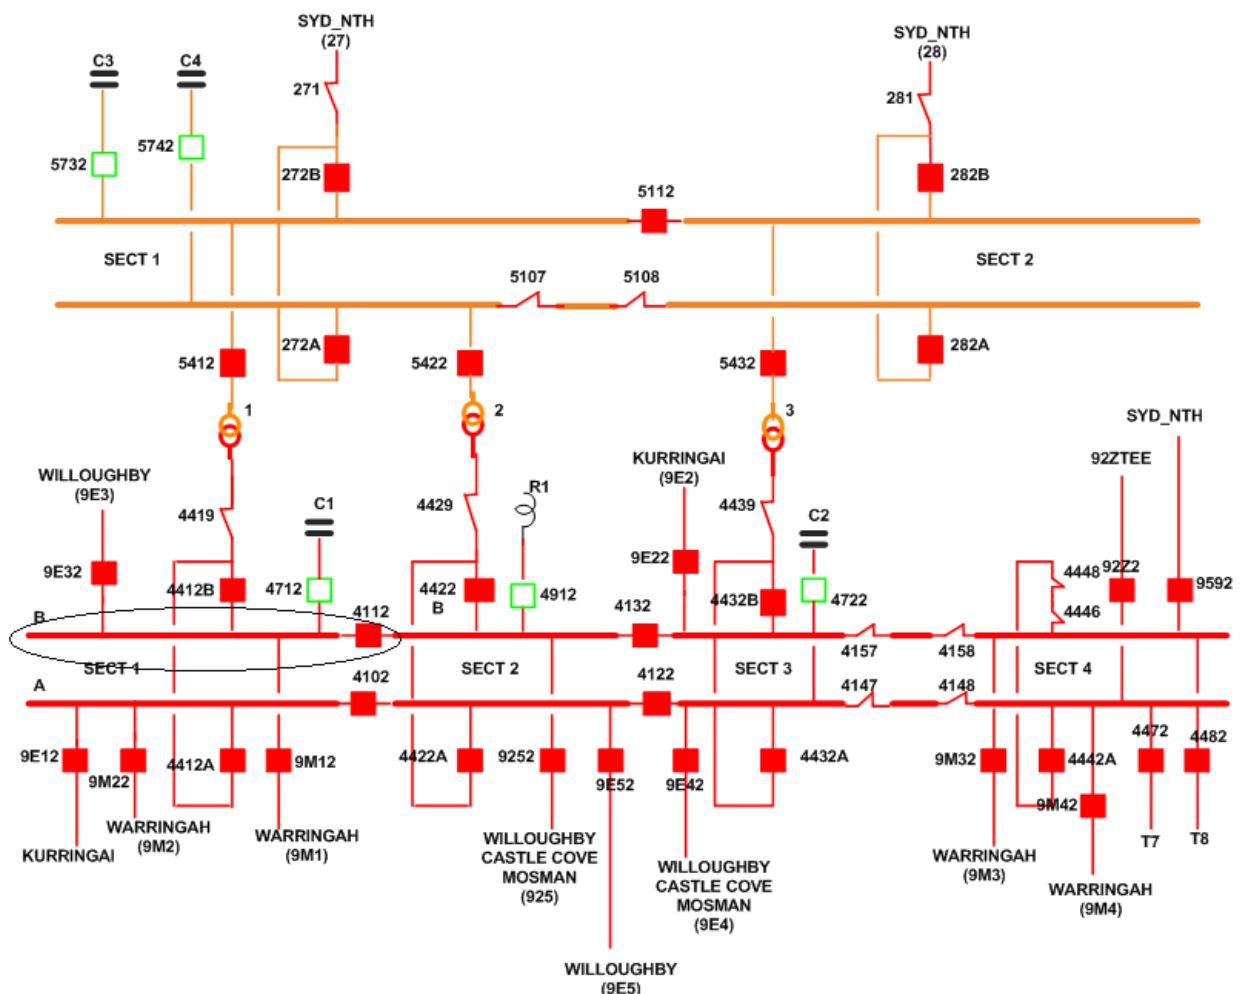 SYD_NTH
(27)
SYD_NTH
(28)
C3
C4
271
281
5732
5742
272B
282B
5112
SECT 1
SECT 2
5107
5108
272A
282A
5412
5422
5432
1
2
3
SYD_NTH
KURRINGAI
(9E2)
92ZTEE
WILLOUGHBY
(9E3)
R1
4419
C1
4429
4439
C2
9E32
4412B
4712
4422
B
4912
9E22
4432B
4722
4448
92Z2
9592
4446
B
4112
4132
4157
4158
SECT 1
SECT 2
SECT 3
SECT 4
A
4102
4122
4147
4148
9E12
9M22
4412A
9M12
4422A
9252
9E52
9E42
4432A
9M32
4442A
4472
4482
9M42
KURRINGAI
WARRINGAH
(9M2)
WARRINGAH
(9M1)
WILLOUGHBY
CASTLE COVE
MOSMAN
(925)
WILLOUGHBY
CASTLE COVE
MOSMAN
(9E4)
WARRINGAH
(9M3)
T7
T8
WARRINGAH
(9M4)
WILLOUGHBY
(9E5)